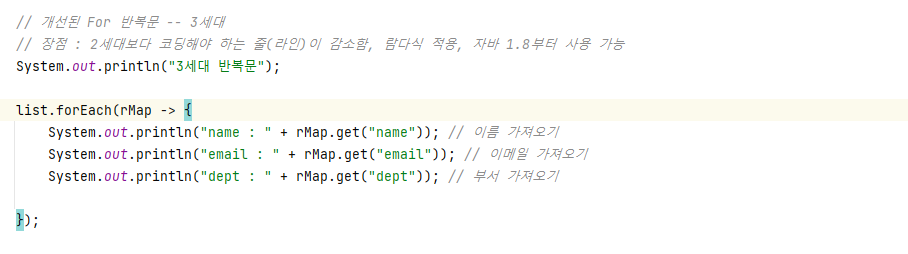 // 개선된 For 반복문 -- 3세대
// 장점 : 2세대보다 코딩해야 하는 줄(라인)이 감소함, 람다식 적용, 자바 1.8부터 사용 가능
System.out.println("3세대 반복문");
list.forEach(rMap -> {
System.out.println("name : " + rMap.get("name")); // 이름 가져오기
System.out.println("email : " + rMap.get("email")); // 이메일 가져오기
System.out.println("dept : " + rMap.get("dept")); // 부서 가져오기
});